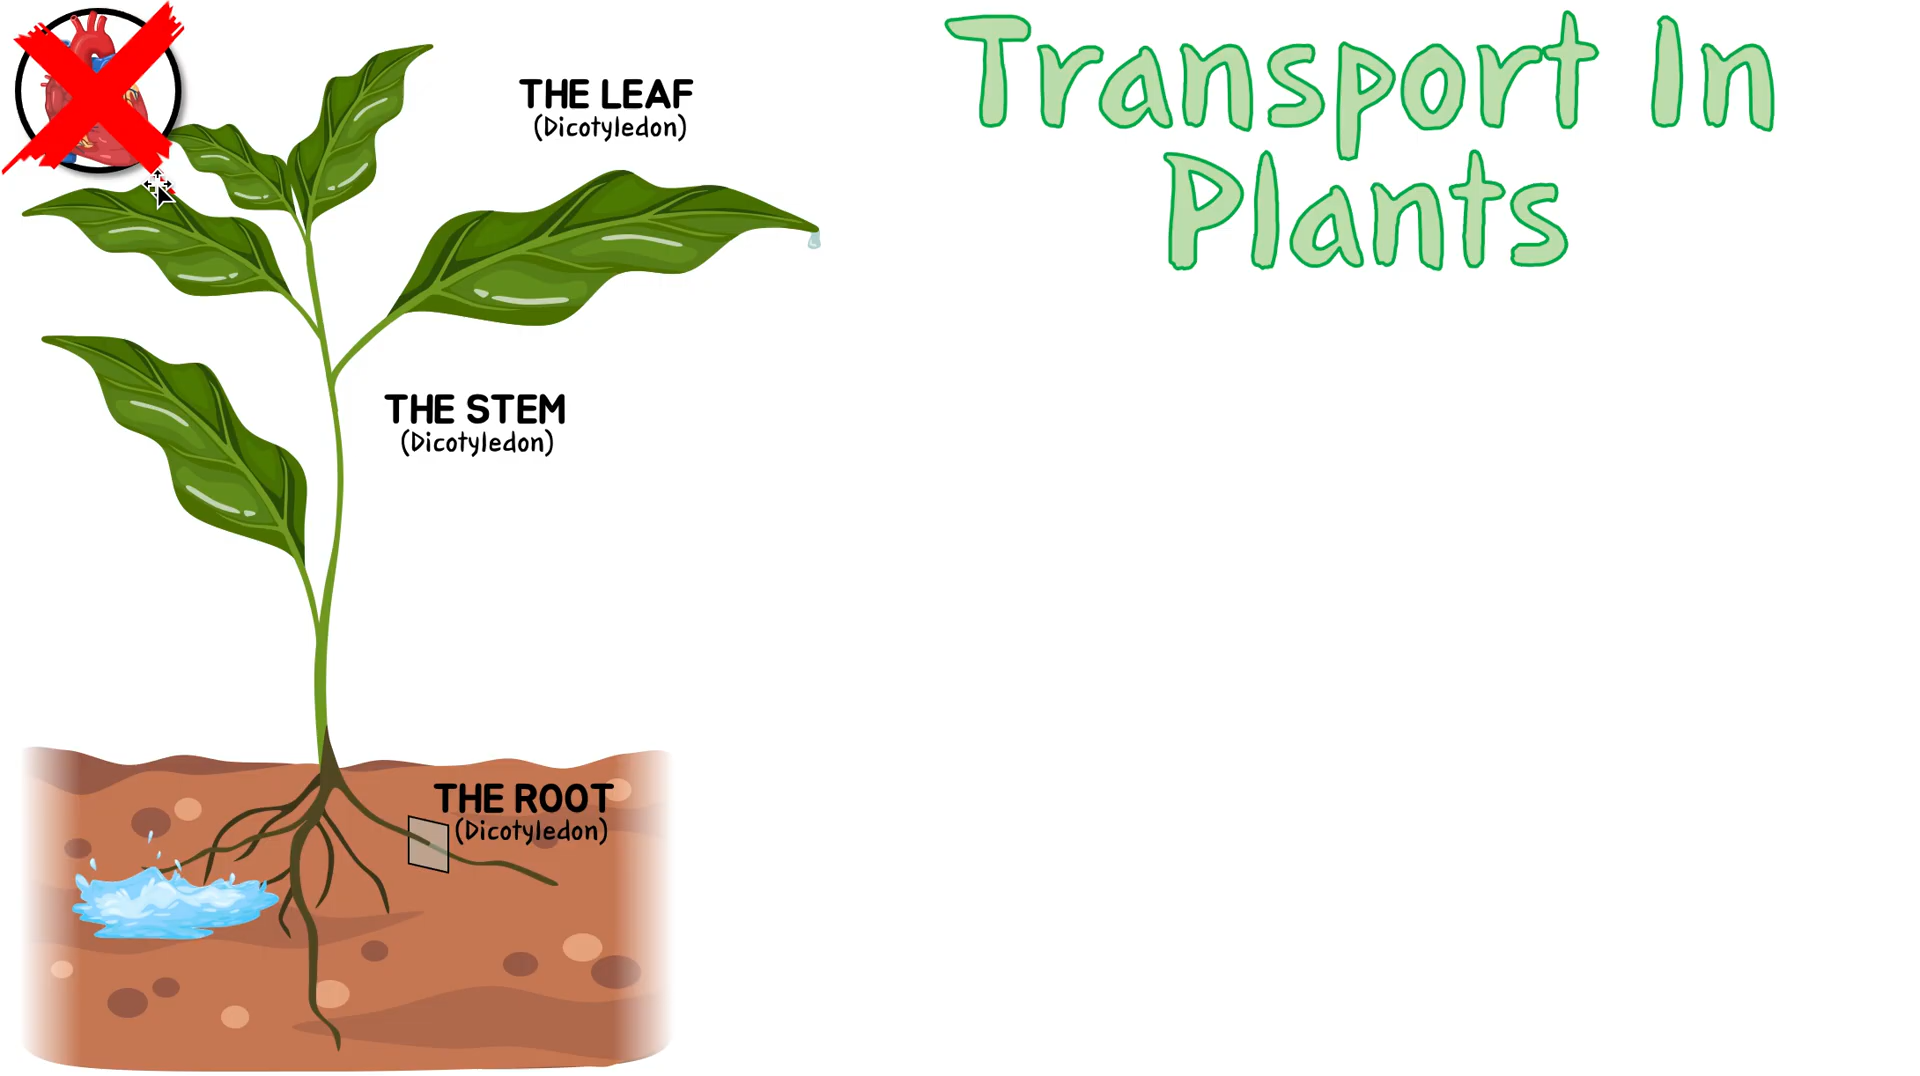 Transport In
Plants
THE LEAF
(Dicotyledon)
THE STEM
(Dicotyledon)
THE ROOT
(Dicotyledon)